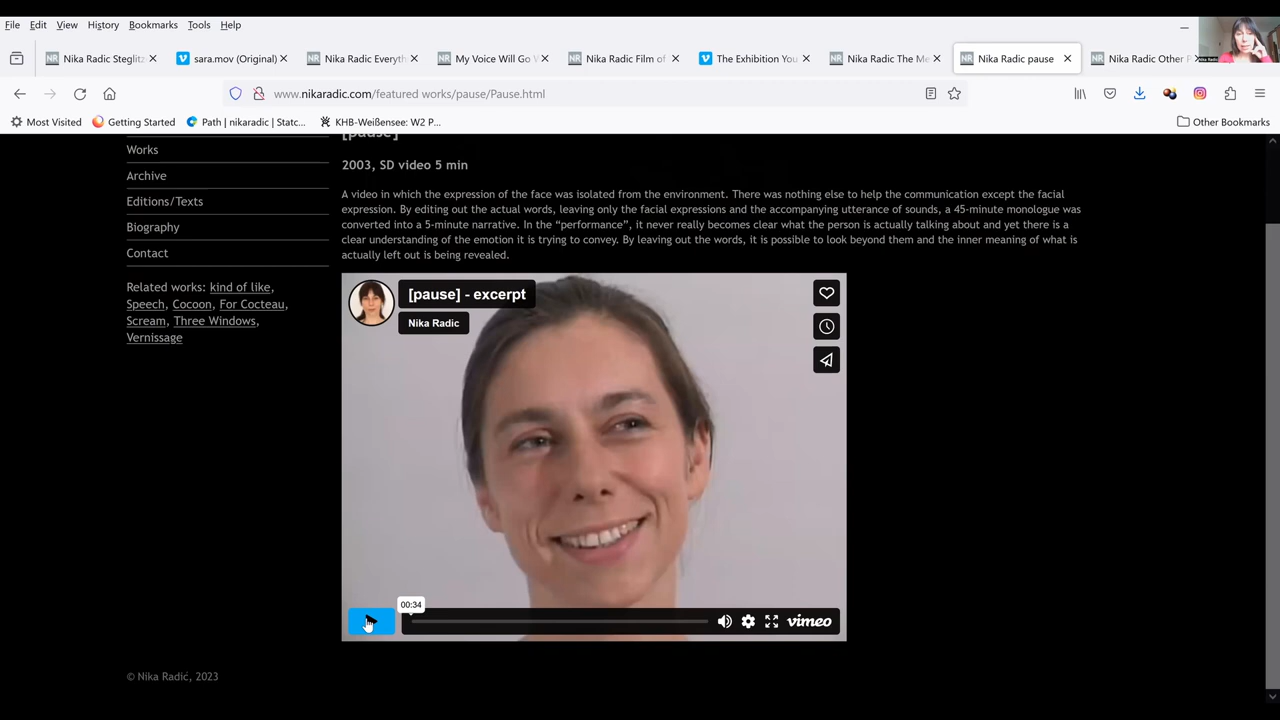 File Edit View History Bookmarks Tools Help
Nika Radic Steglit
sara.mov (Original)
Nika Radic Everyth
My Voice Will Go
Nika Radic Film of
The Exhibition You
Nika Radic The Me
Nika Radic pause
Nika Radic Other P
www.nikaradic.com/featured works/pause/Pause.html
Most Visited
Getting Started
Path | nikaradic | Statc...
KHB-Weißensee: W2 P...
Other Bookmarks
[pause]
Works
Archive
Editions/Texts
Biography
Contact
Related works: kind of like,
Speech, Cocoon, For Cocteau,
Scream, Three Windows,
Vernissage
2003, SD video 5 min
A video in which the expression of the face was isolated from the environment. There was nothing else to help the communication except the facial
expression. By editing out the actual words, leaving only the facial expressions and the accompanying utterance of sounds, a 45-minute monologue was
converted into a 5-minute narrative. In the “performance”, it never really becomes clear what the person is actually talking about and yet there is a
clear understanding of the emotion it is trying to convey. By leaving out the words, it is possible to look beyond them and the inner meaning of what is
actually left out is being revealed.
[pause] - excerpt
Nika Radic
00:34
vimeo
© Nika Radić, 2023